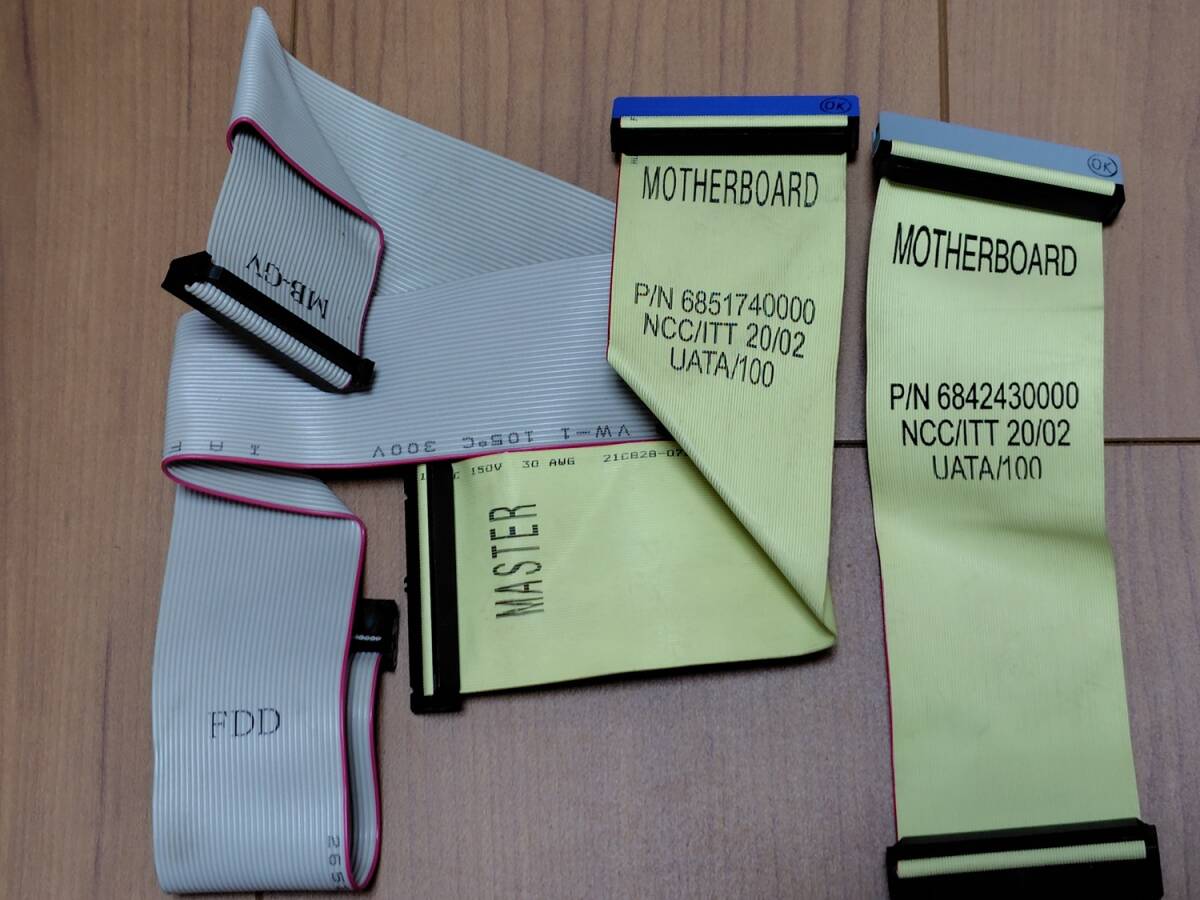 MB-GV
VW-1 105°C 300V
FDD
2651
OK
MOTHERBOARD
P/N 6851740000
NCC/ITT 20/02
UATA/100
150V 30 AWG
MASTER
OK
MOTHERBOARD
P/N 6842430000
NCC/ITT 20/02
UATA/100